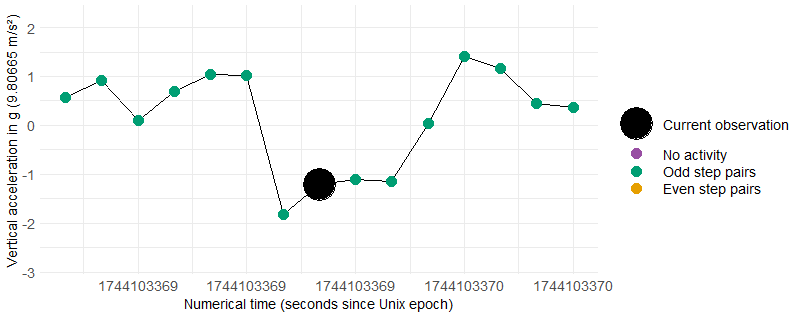 Vertical acceleration in g (9.80665 m/s²)
2
1
0
-1
-2
-3
1744103369 1744103369 1744103369 1744103370 1744103370
Numerical time (seconds since Unix epoch)
Current observation
No activity
Odd step pairs
Even step pairs